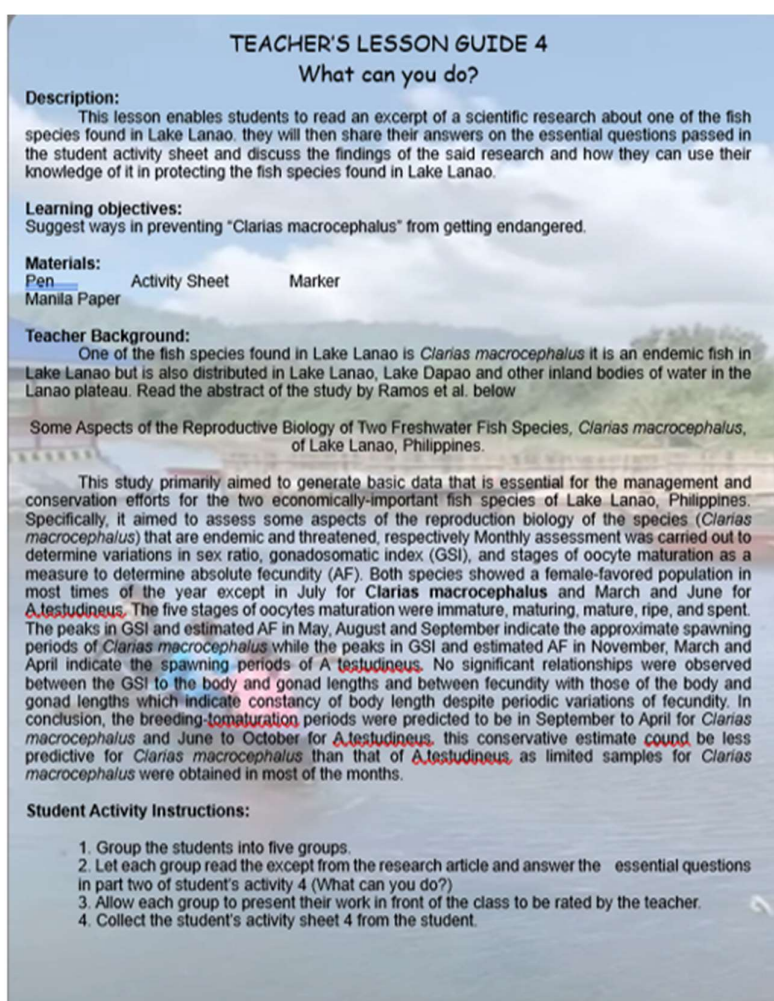 TEACHER'S LESSON GUIDE 4
What can you do?
Description:
This lesson enables students to read an excerpt of a scientific research about one of the fish
species found in Lake Lanao. they will then share their answers on the essential questions passed in
the student activity sheet and discuss the findings of the said research and how they can use their
knowledge of it in protecting the fish species found in Lake Lanao.
Learning objectives:
Suggest ways in preventing "Clarias macrocephalus" from getting endangered.
Materials:
Pen Activity Sheet Marker
Manila Paper
Teacher Background:
One of the fish species found in Lake Lanao is Clarias macrocephalus it is an endemic fish in
Lake Lanao but is also distributed in Lake Lanao, Lake Dapao and other inland bodies of water in the
Lanao plateau. Read the abstract of the study by Ramos et al. below
Some Aspects of the Reproductive Biology of Two Freshwater Fish Species, Clarias macrocephalus,
of Lake Lanao, Philippines.
This study primarily aimed to generate basic data that is essential for the management and
conservation efforts for the two economically-important fish species of Lake Lanao, Philippines.
Specifically, it aimed to assess some aspects of the reproduction biology of the species (Clarias
macrocephalus) that are endemic and threatened, respectively Monthly assessment was carried out to
determine variations in sex ratio, gonadosomatic index (GSI), and stages of oocyte maturation as a
measure to determine absolute fecundity (AF). Both species showed a female-favored population in
most times of the year except in July for Clarias macrocephalus and March and June for
A.testudineus. The five stages of oocytes maturation were immature, maturing, mature, ripe, and spent.
The peaks in GSI and estimated AF in May, August and September indicate the approximate spawning
periods of Clarias macrocephalus while the peaks in GSI and estimated AF in November, March and
April indicate the spawning periods of A testudineus. No significant relationships were observed
between the GSI to the body and gonad lengths and between fecundity with those of the body and
gonad lengths which indicate constancy of body length despite periodic variations of fecundity. In
conclusion, the breeding-tomaturation periods were predicted to be in September to April for Clarias
macrocephalus and June to October for A.testudineus, this conservative estimate cound be less
predictive for Clarias macrocephalus than that of A.testudineus, as limited samples for Clarias
macrocephalus were obtained in most of the months.
Student Activity Instructions:
1. Group the students into five groups.
2. Let each group read the except from the research article and answer the essential questions
in part two of student's activity 4 (What can you do?)
3. Allow each group to present their work in front of the class to be rated by the teacher.
4. Collect the student's activity sheet 4 from the student.